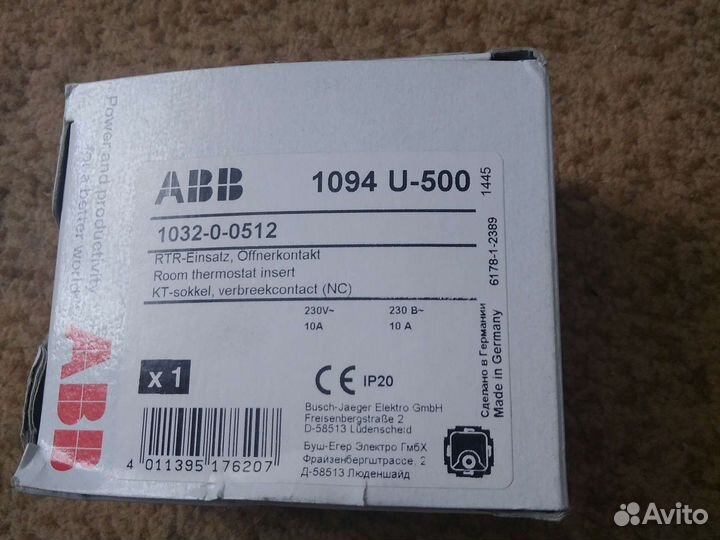 Power and productivity
for a better world
ABB
ABB
1094 U-500
1032-0-0512
RTR-Einsatz, Öffnerkontakt
Room thermostat insert
KT-sokkel, verbreekcontact (NC)
230V~ 230 В~
10A 10 A
x 1
CE IP20
Busch-Jaeger Elektro GmbH
Freisenbergstraße 2
D-58513 Lüdenscheid
Буш-Егер Электро ГмбХ
Фрайзенбергштрассе, 2
Д-58513 Люденшайд
4 011395 176207
1445
6178-1-2389
Сделано в Германии
Made in Germany
Avito